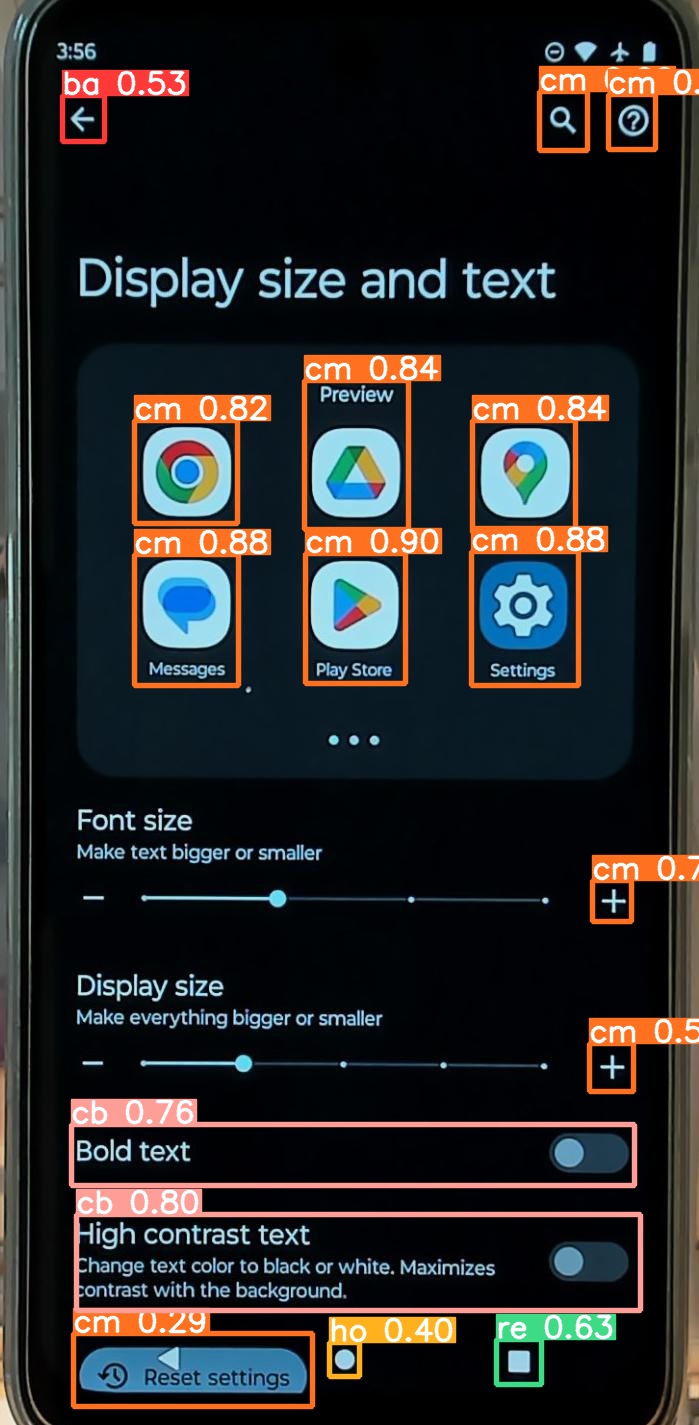 3:56
ba 0.53
cm
cm 0.
Display size and text
cm 0.84
Preview
cm 0.82
cm 0.84
cm 0.88
cm 0.90
cm 0.88
Messages
Play Store
Settings
Font size
Make text bigger or smaller
cm 0.7
Display size
Make everything bigger or smaller
cm 0.5
cb 0.76
Bold text
cb 0.80
High contrast text
Change text color to black or white. Maximizes
contrast with the background.
cm 0.29
ho 0.40
re 0.63
Reset settings